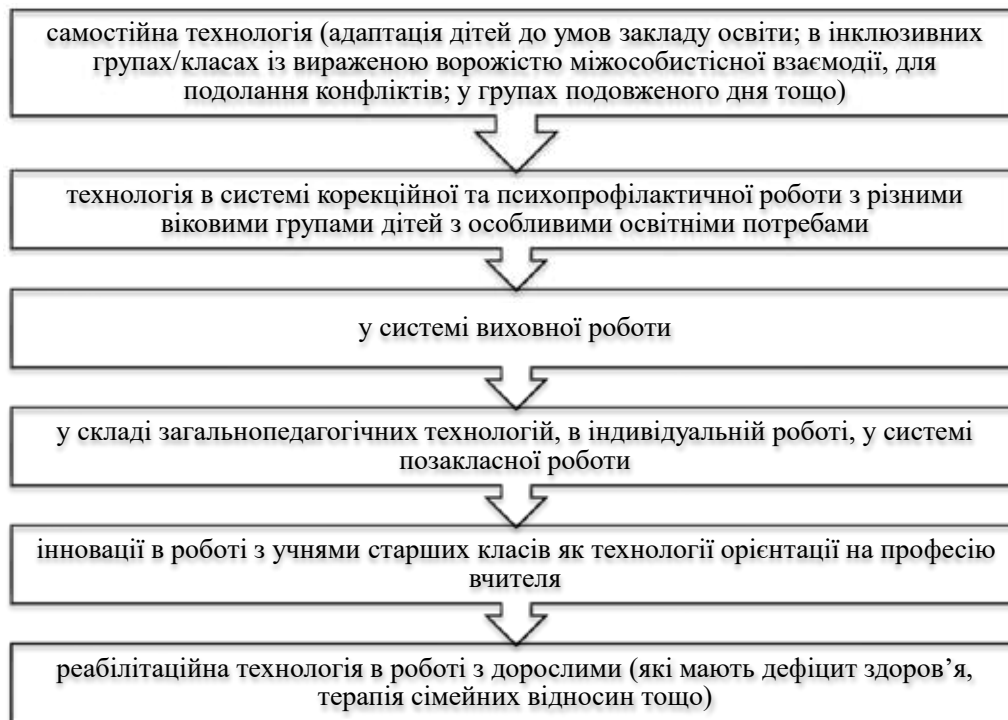 самостійна технологія (адаптація дітей до умов закладу освіти; в інклюзивних
групах/класах із вираженою ворожістю міжособистісної взаємодії, для
подолання конфліктів; у групах подовженого дня тощо)
технологія в системі корекційної та психопрофілактичної роботи з різними
віковими групами дітей з особливими освітніми потребами
у системі виховної роботи
у складі загальнопедагогічних технологій, в індивідуальній роботі, у системі
позакласної роботи
інновації в роботі з учнями старших класів як технології орієнтації на професію
вчителя
реабілітаційна технологія в роботі з дорослими (які мають дефіцит здоров’я,
терапія сімейних відносин тощо)